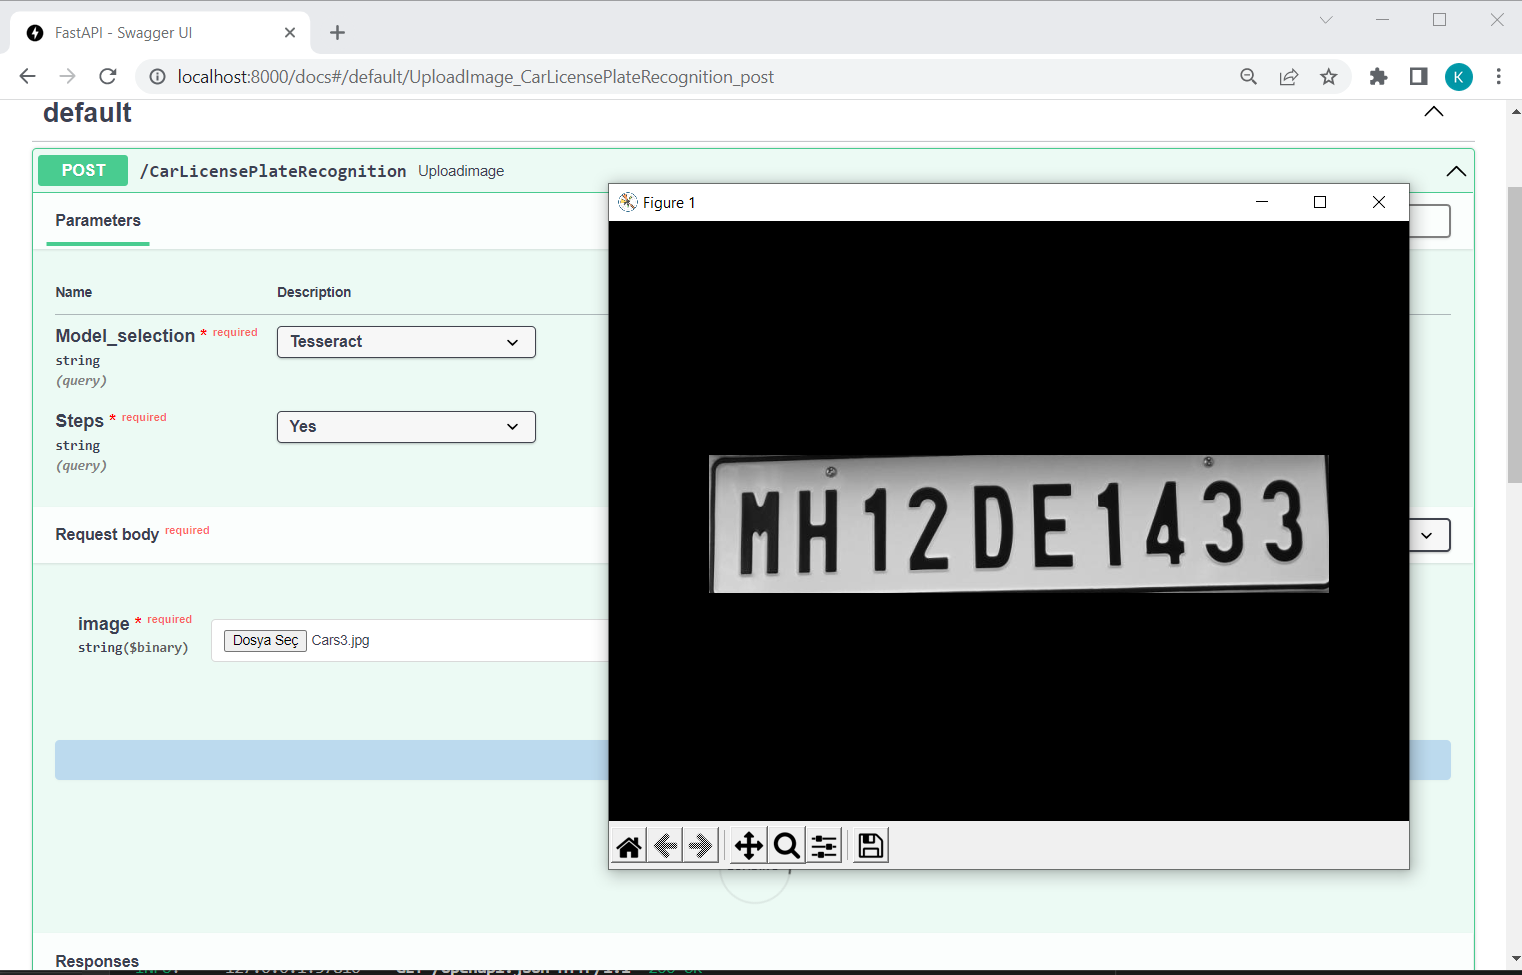 FastAPI - Swagger UI
localhost:8000/docs#/default/UploadImage_CarLicensePlateRecognition_post
K
default
POST /CarLicensePlateRecognition Uploadimage
Figure 1
Parameters
Name Description
Model_selection * required
Tesseract
string
(query)
Steps * required
Yes
string
(query)
MH12DE1433
Request body required
image * required
Dosya Seç Cars3.jpg
string($binary)
Responses